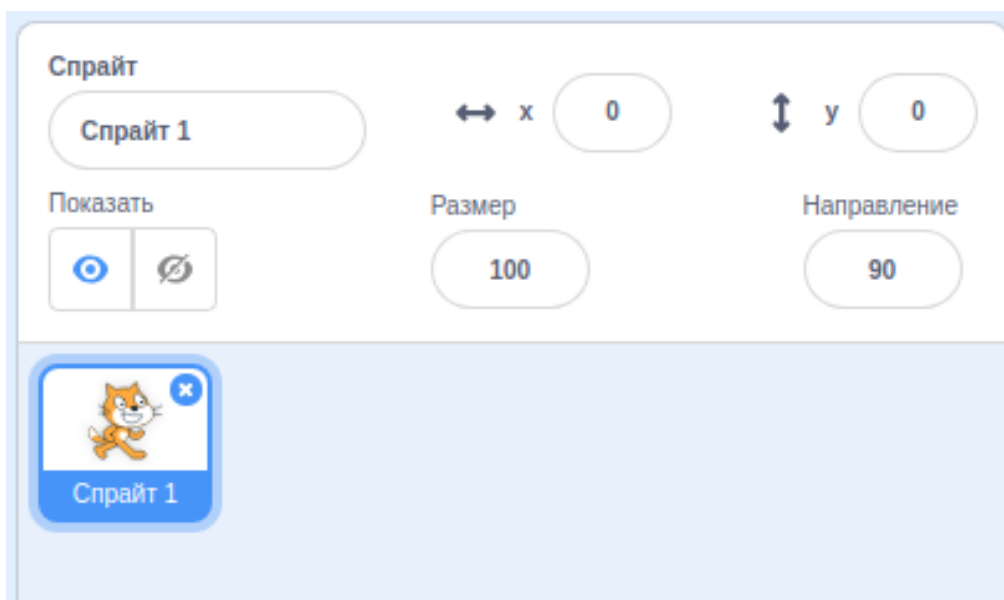 Спрайт
Спрайт 1
x 0
y 0
Показать
Размер
Направление
100
90
Спрайт 1